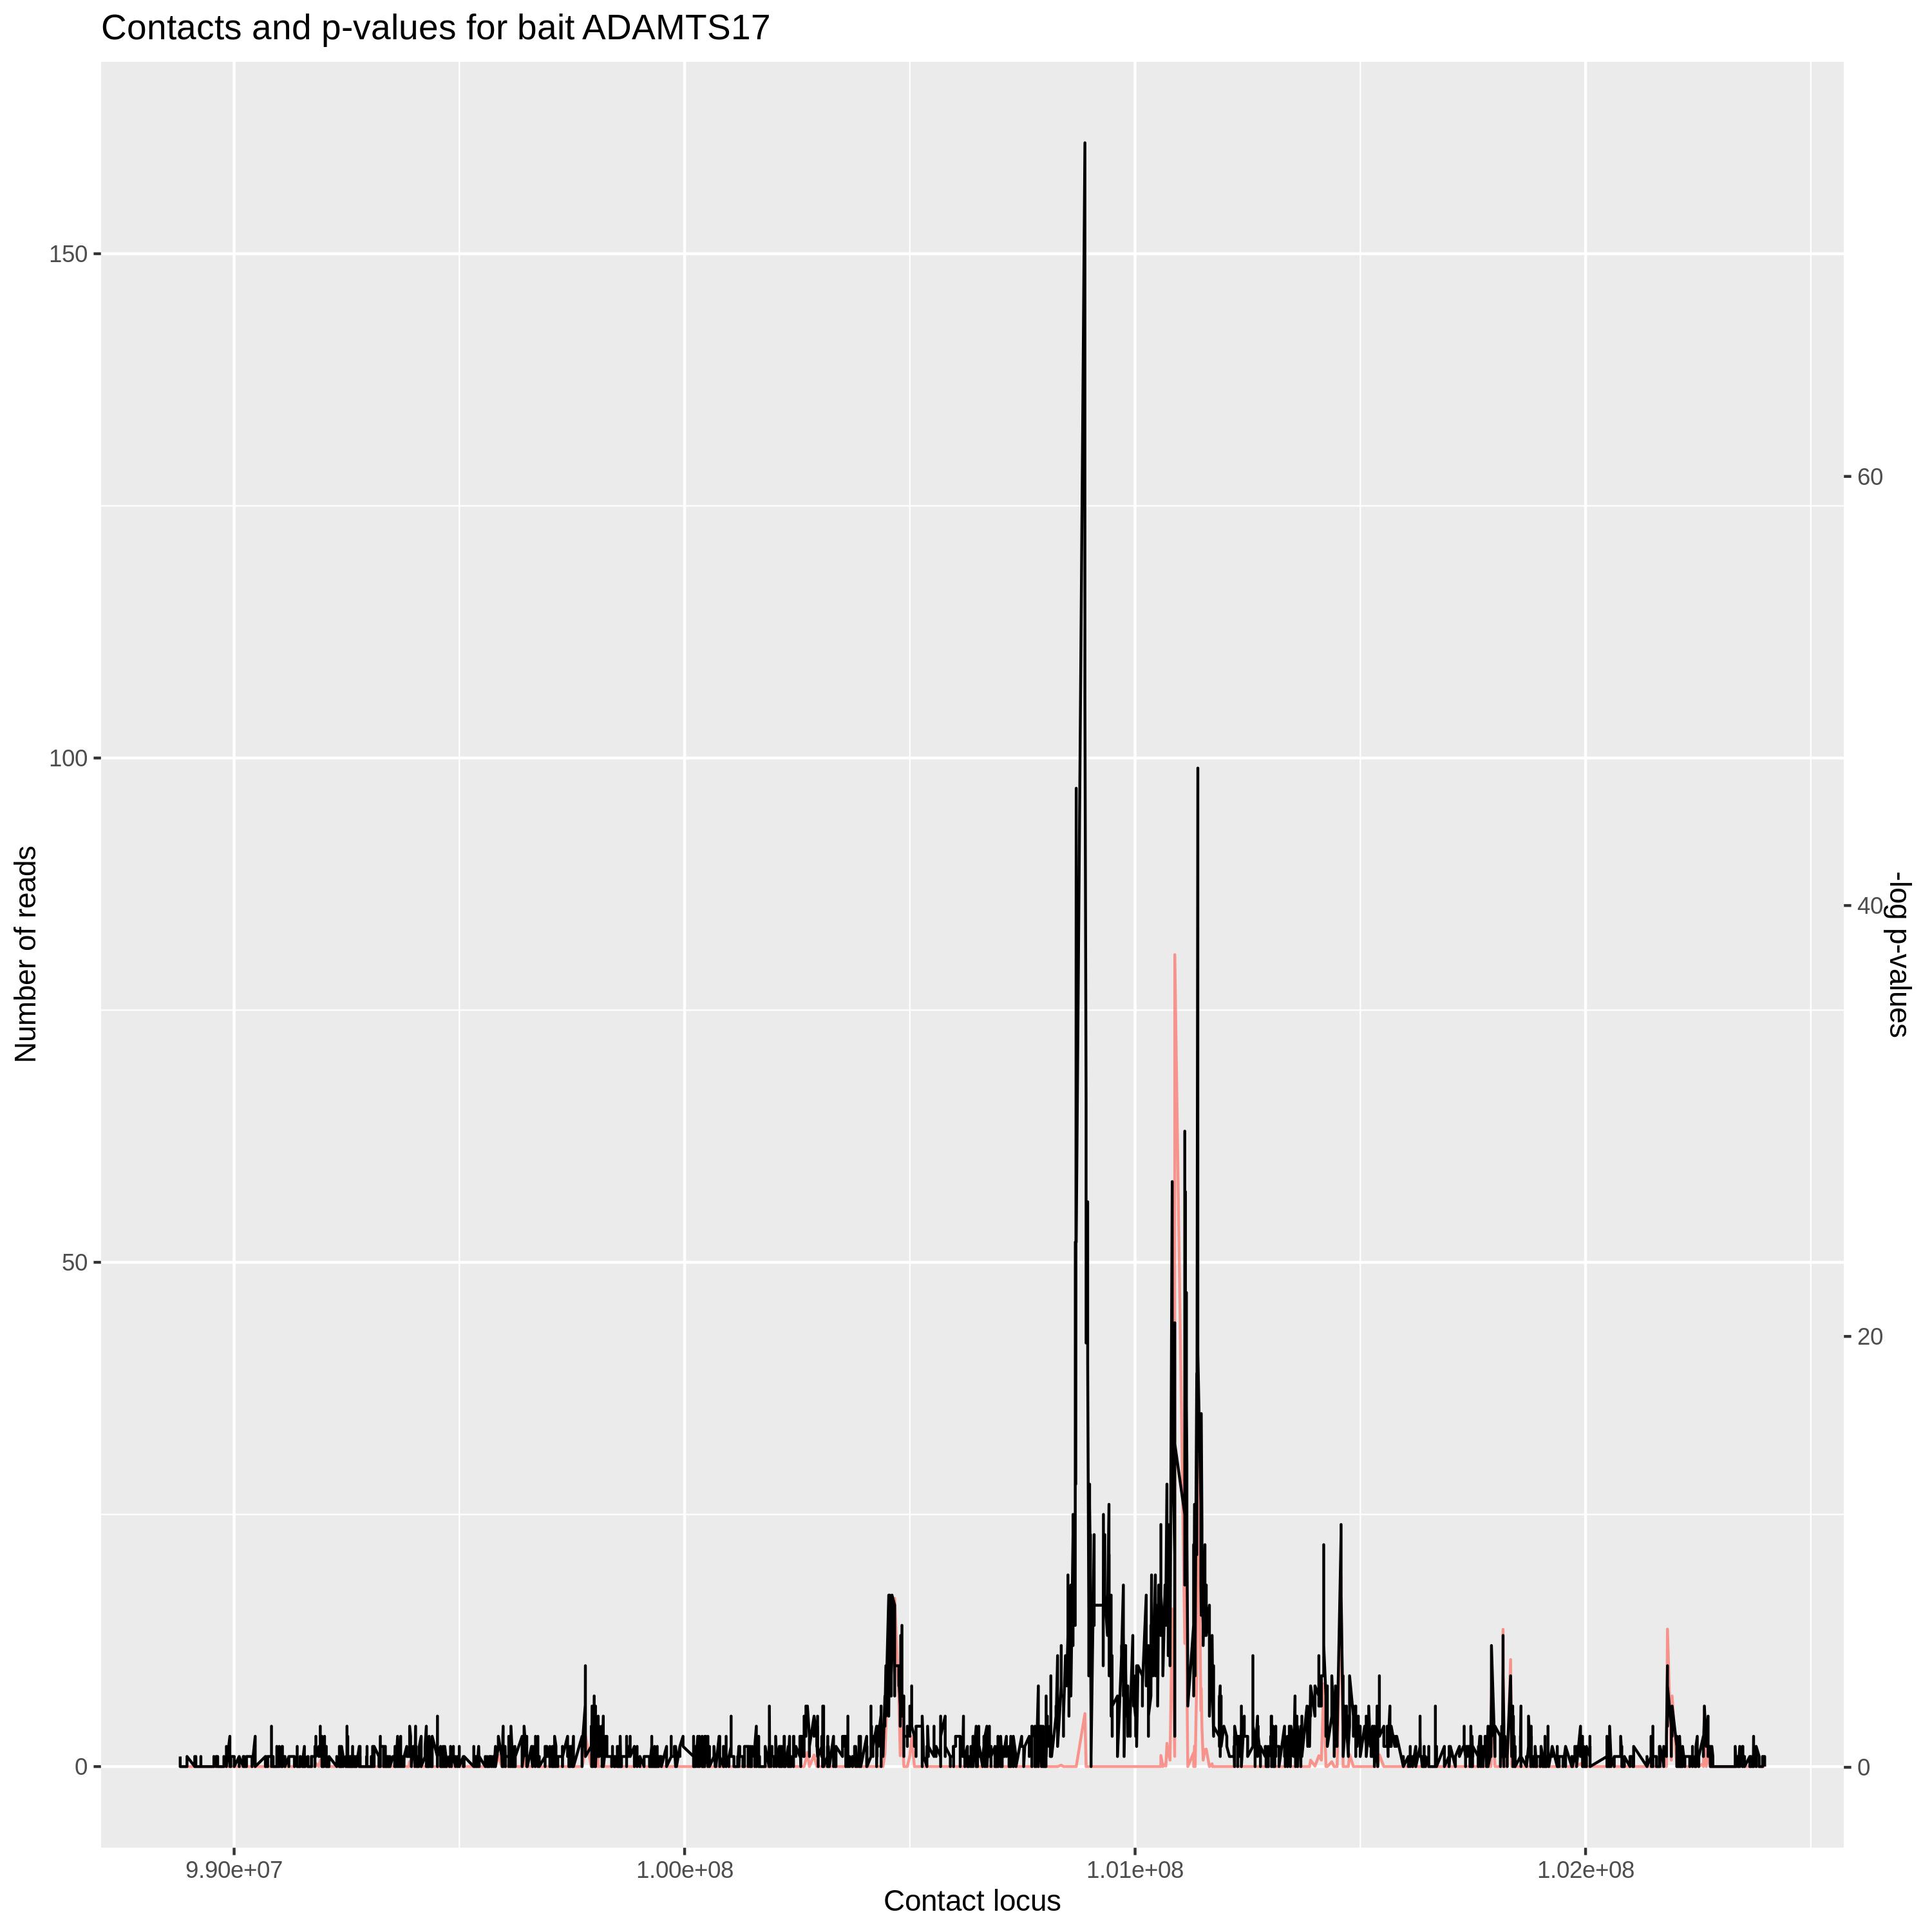 Contacts and p-values for bait ADAMTS17
150
100
50
0
60
40
20
0
Number of reads
-log p-values
9.90e+07
1.00e+08
1.01e+08
1.02e+08
Contact locus